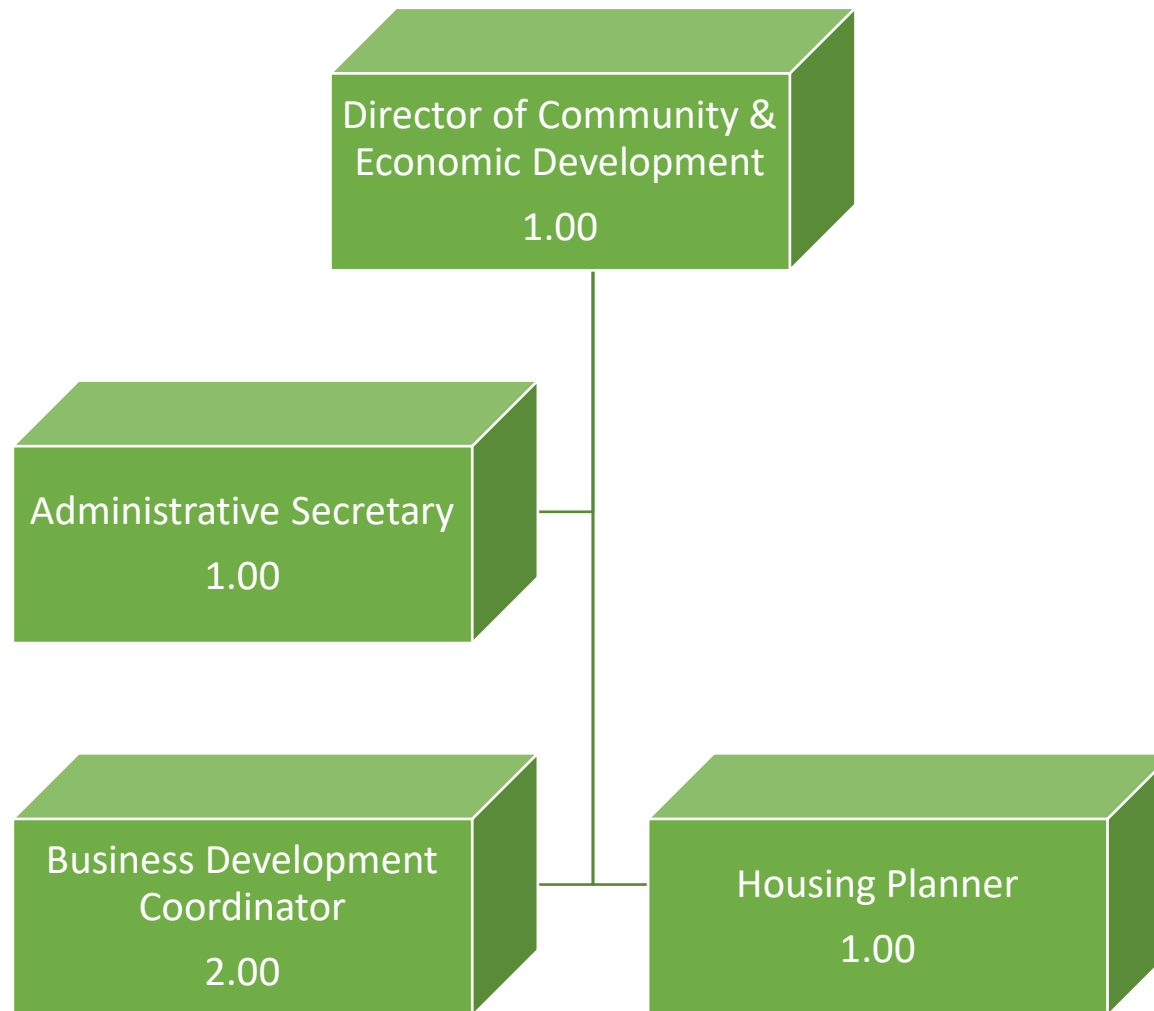 Director of Community &
Economic Development
1.00
Administrative Secretary
1.00
Business Development
Coordinator
2.00
Housing Planner
1.00